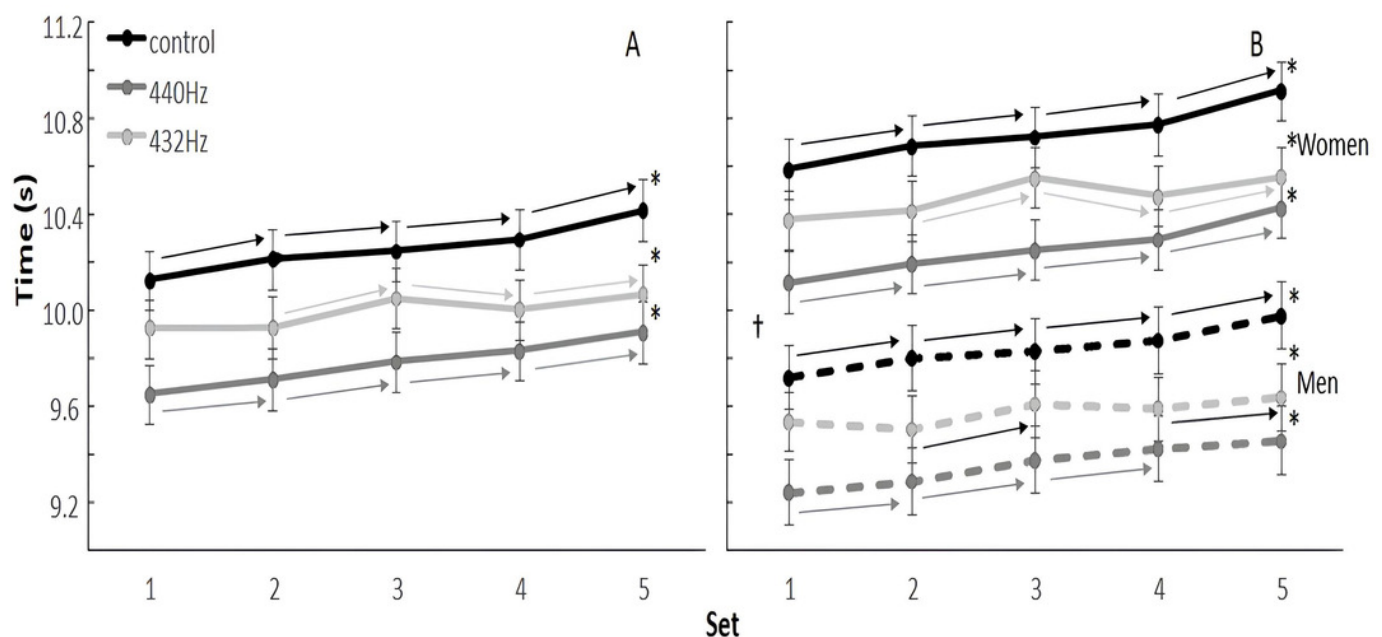 Time (s)
11.2
10.8
10.4
10.0
9.6
9.2
control
440Hz
432Hz
A
*
*
*
1 2 3 4 5
B
*
*Women
*
†
*
*
Men
*
1 2 3 4 5
Set